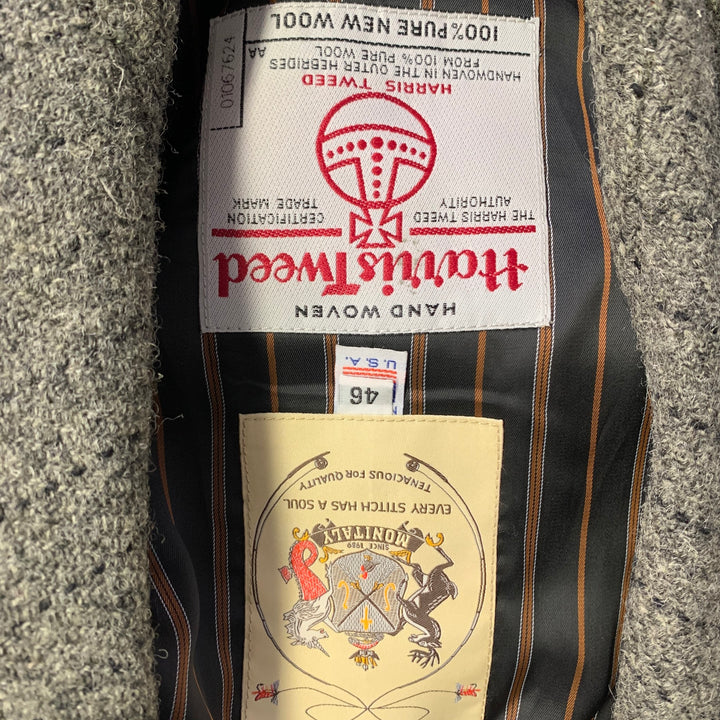 HAND WOVEN
Harris Tweed
THE HARRIS TWEED
AUTHORITY
CERTIFICATION
TRADE MARK
HARRIS TWEED
HANDWOVEN IN THE OUTER HEBRIDES
FROM 100% PURE WOOL
AA
100% PURE NEW WOOL
01067624
U.S.A.
46
MONITALY
SINCE 1989
EVERY STITCH HAS A SOUL
TENACIOUS FOR QUALITY